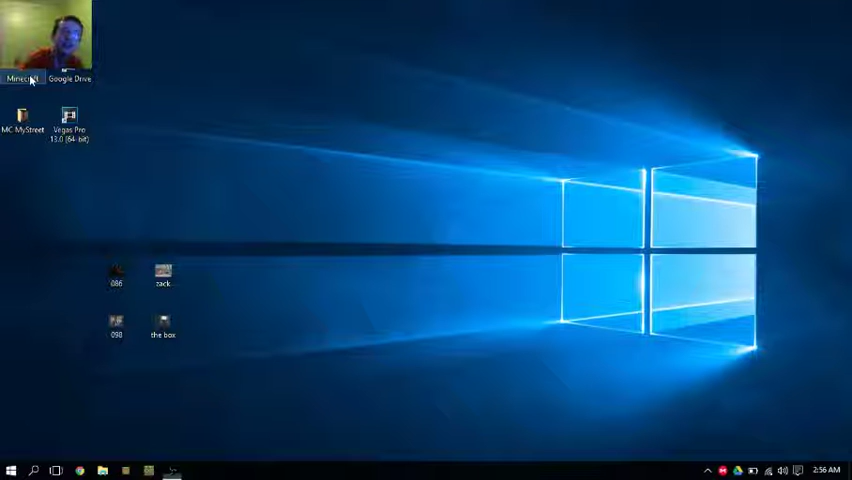 Minecraft
Google Drive
MC MyStreet
Vegas Pro
13.0 (64-bit)
086
zack
098
the box
2:56 AM